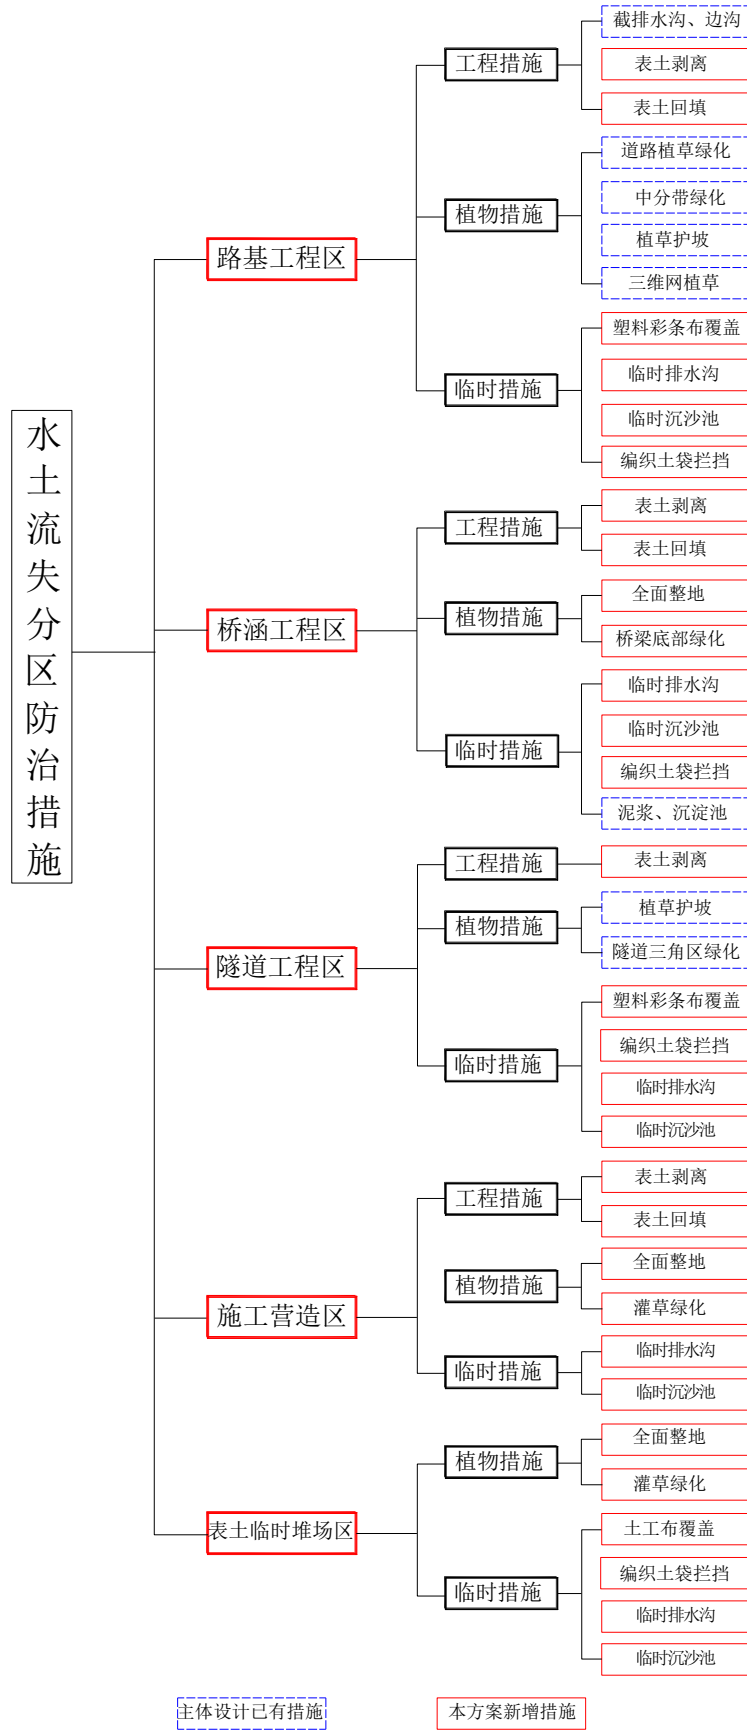 水土流失分区防治措施
路基工程区
工程措施
截排水沟、边沟
表土剥离
表土回填
植物措施
道路植草绿化
中分带绿化
植草护坡
三维网植草
临时措施
塑料彩条布覆盖
临时排水沟
临时沉沙池
编织土袋拦挡
桥涵工程区
工程措施
表土剥离
表土回填
植物措施
全面整地
桥梁底部绿化
临时措施
临时排水沟
临时沉沙池
编织土袋拦挡
泥浆、沉淀池
隧道工程区
工程措施
表土剥离
植物措施
植草护坡
隧道三角区绿化
临时措施
塑料彩条布覆盖
编织土袋拦挡
临时排水沟
临时沉沙池
施工营造区
工程措施
表土剥离
表土回填
植物措施
全面整地
灌草绿化
临时措施
临时排水沟
临时沉沙池
表土临时堆场区
植物措施
全面整地
灌草绿化
临时措施
土工布覆盖
编织土袋拦挡
临时排水沟
临时沉沙池
主体设计已有措施
本方案新增措施